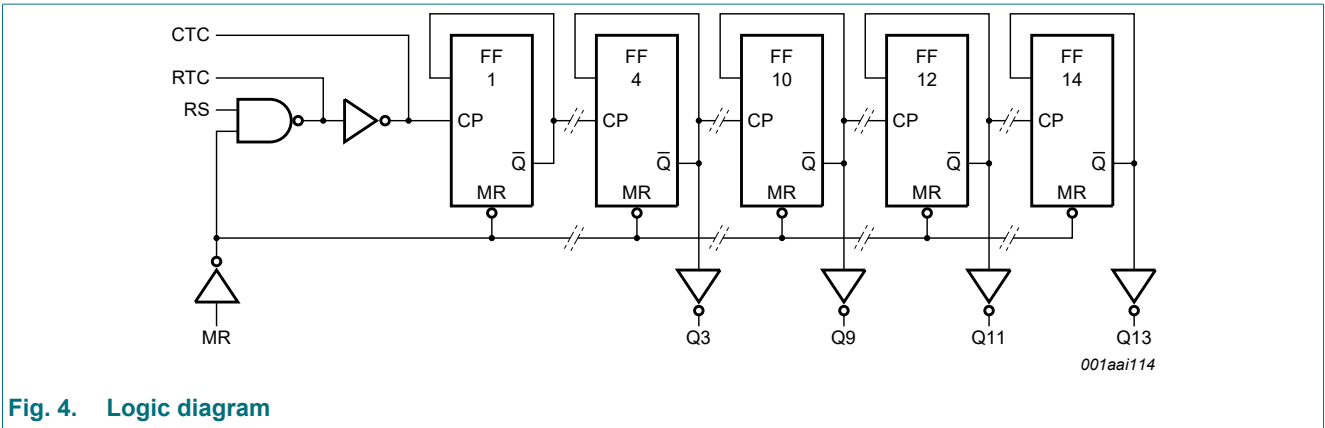 CTC
RTC
RS
FF
1
CP
Q̅
MR
FF
4
CP
Q̅
MR
FF
10
CP
Q̅
MR
FF
12
CP
Q̅
MR
FF
14
CP
Q̅
MR
MR
Q3
Q9
Q11
Q13
001aai114
Fig. 4. Logic diagram